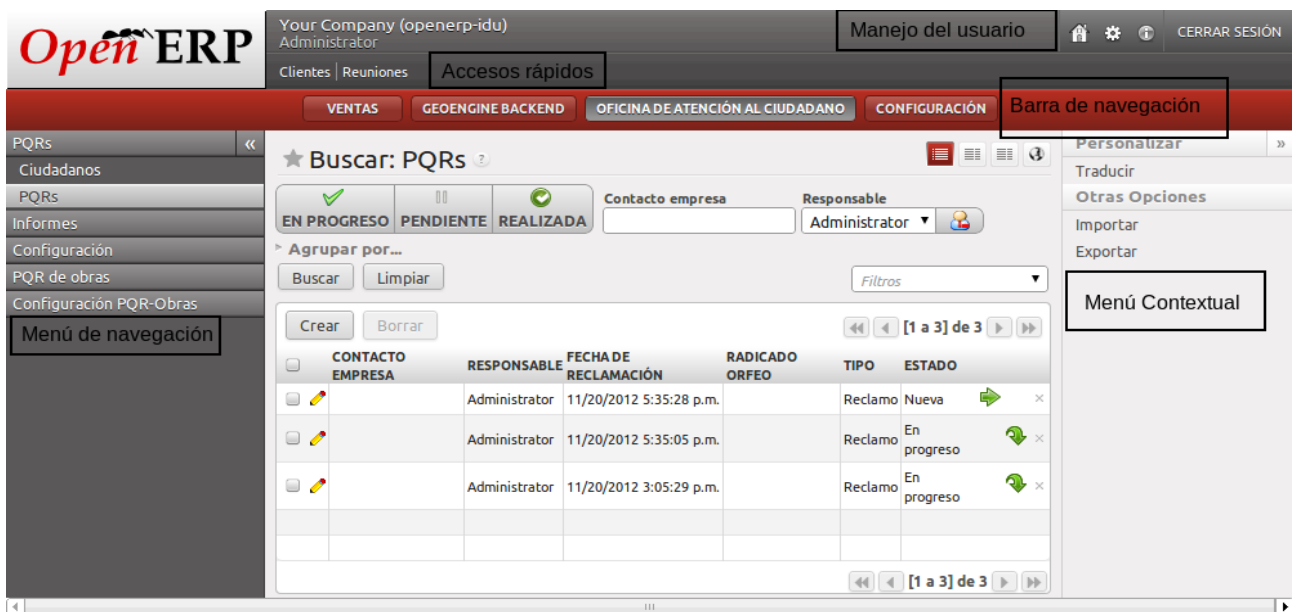 Open ERP
Your Company (openerp-idu)
Administrator
Manejo del usuario
CERRAR SESIÓN
Clientes | Reuniones
Accesos rápidos
VENTAS
GEOENGINE BACKEND
OFICINA DE ATENCIÓN AL CIUDADANO
CONFIGURACIÓN
Barra de navegación
PQRs «
Ciudadanos
PQRs
Informes
Configuración
PQR de obras
Configuración PQR-Obras
Menú de navegación
Buscar: PQRs ?
EN PROGRESO
PENDIENTE
REALIZADA
Contacto empresa
Responsable
Administrator
Agrupar por...
Buscar
Limpiar
Filtros
Crear
Borrar
[1 a 3] de 3
CONTACTO EMPRESA
RESPONSABLE
FECHA DE RECLAMACIÓN
RADICADO ORFEO
TIPO
ESTADO
Administrator 11/20/2012 5:35:28 p.m. Reclamo Nueva
Administrator 11/20/2012 5:35:05 p.m. Reclamo En progreso
Administrator 11/20/2012 3:05:29 p.m. Reclamo En progreso
[1 a 3] de 3
Personalizar »
Traducir
Otras Opciones
Importar
Exportar
Menú Contextual